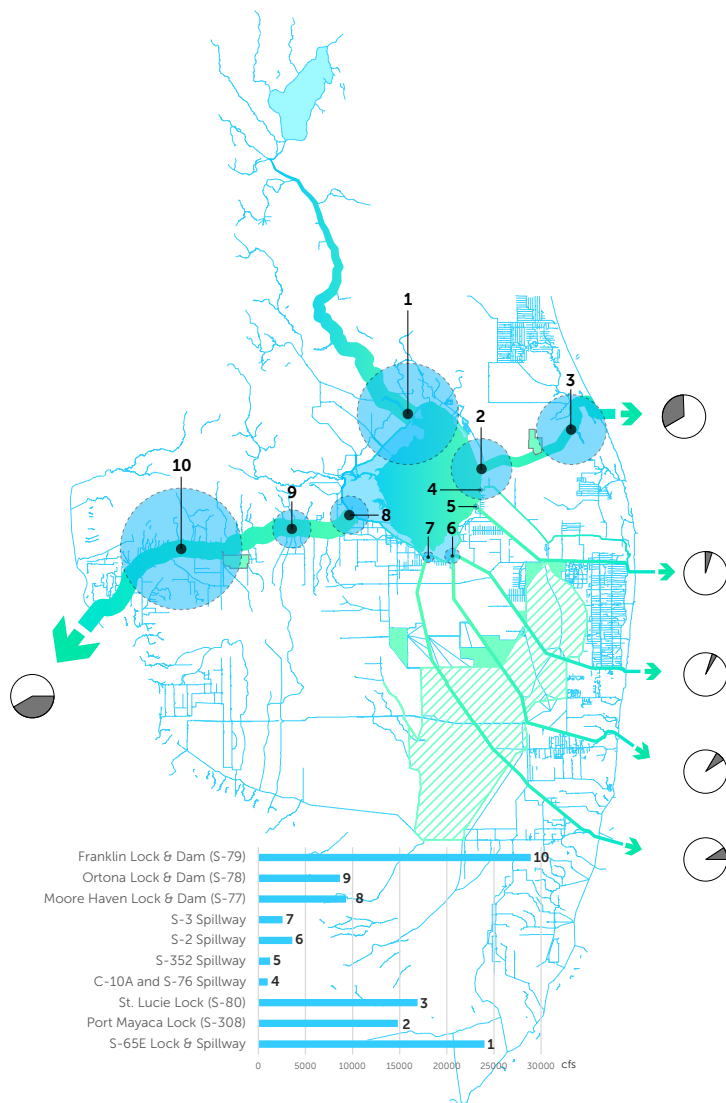 1
2
3
4
5
6
7
8
9
10
Franklin Lock & Dam (S-79) 10
Ortona Lock & Dam (S-78) 9
Moore Haven Lock & Dam (S-77) 8
S-3 Spillway 7
S-2 Spillway 6
S-352 Spillway 5
C-10A and S-76 Spillway 4
St. Lucie Lock (S-80) 3
Port Mayaca Lock (S-308) 2
S-65E Lock & Spillway 1
0 5000 10000 15000 20000 25000 30000 cfs